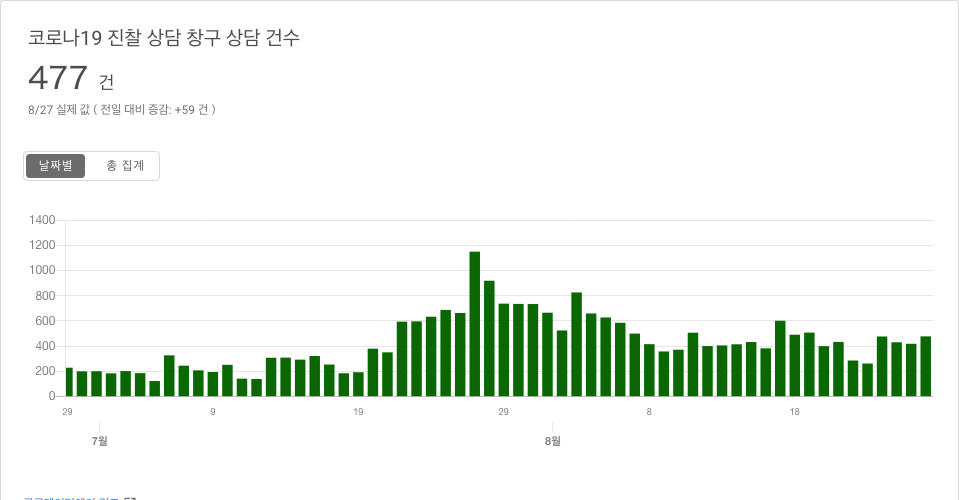 코로나19 진찰 상담 창구 상담 건수
477 건
8/27 실제 값 ( 전일 대비 증감: +59 건 )
날짜별 총 집계
1400
1200
1000
800
600
400
200
0
29 9 19 29 8 18
7월 8월